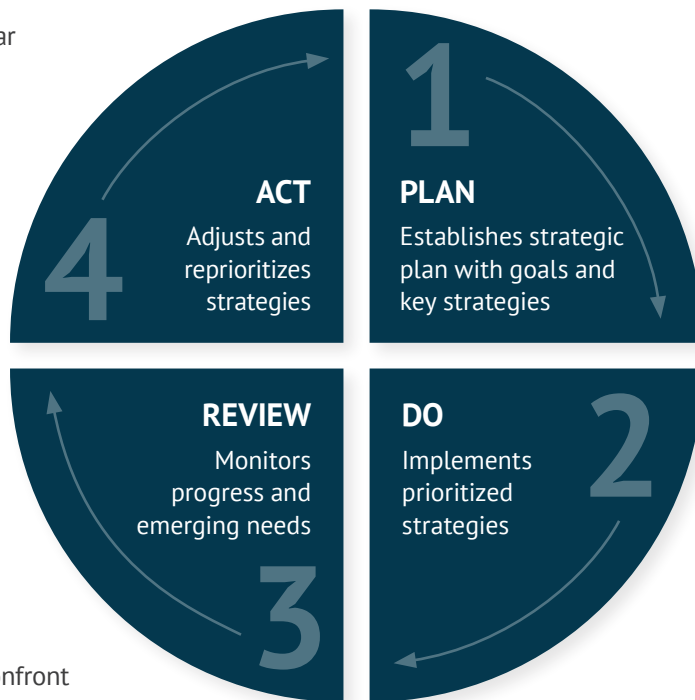 1
PLAN
Establishes strategic
plan with goals and
key strategies
2
DO
Implements
prioritized
strategies
3
REVIEW
Monitors
progress and
emerging needs
4
ACT
Adjusts and
reprioritizes
strategies